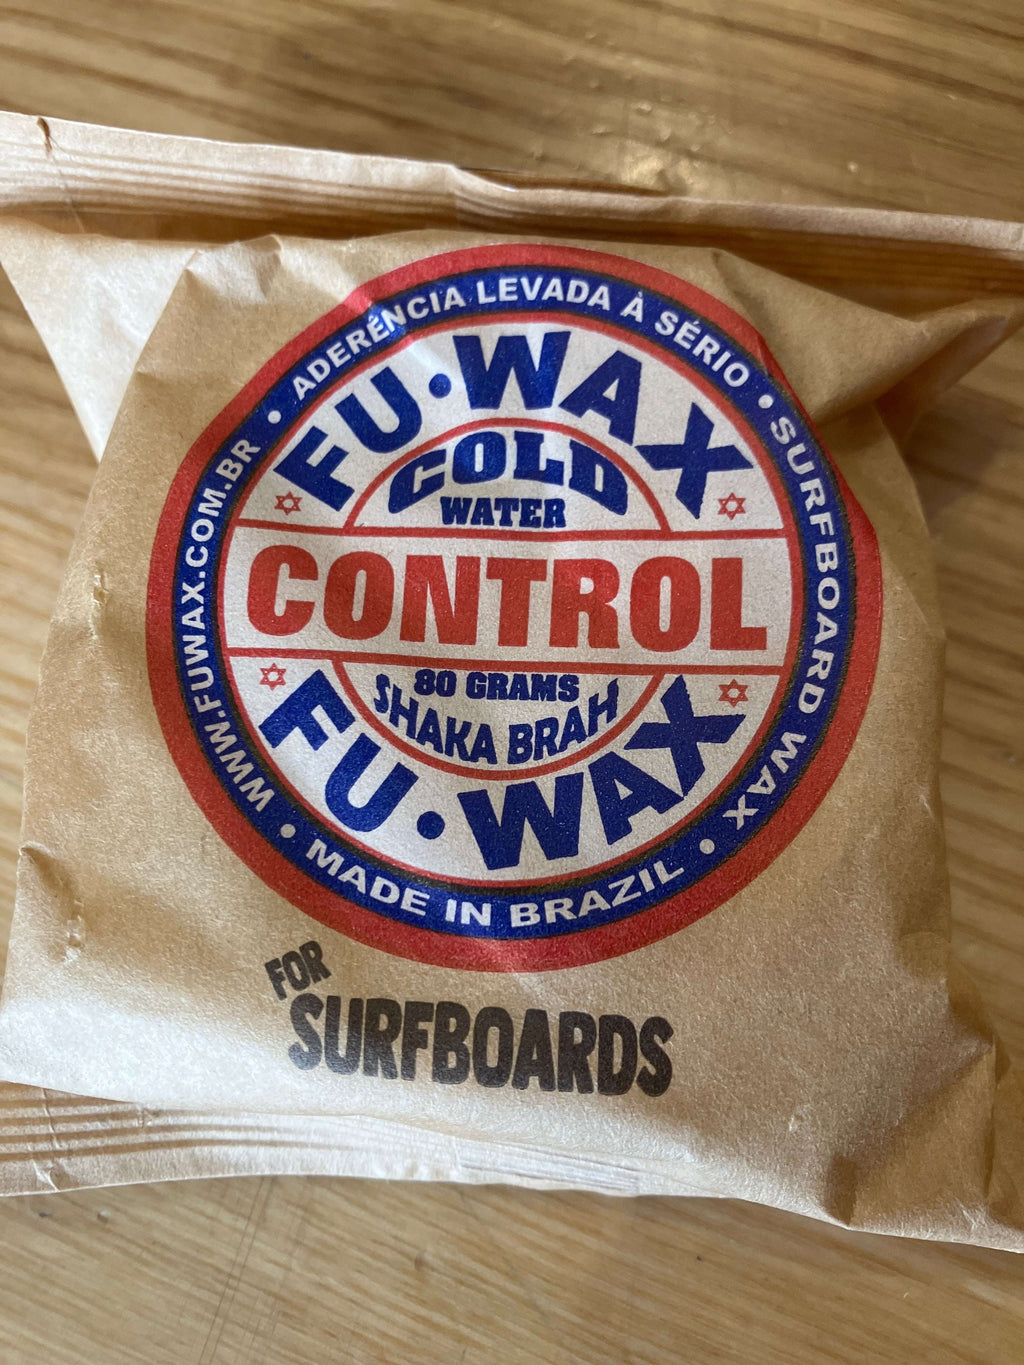 ADERÊNCIA LEVADA À SÉRIO • SURFBOARD WAX •
MADE IN BRAZIL •
WWW.FUWAX.COM.BR •
FU•WAX
COLD
WATER
CONTROL
80 GRAMS
SHAKA BRAH
FU•WAX
FOR
SURFBOARDS